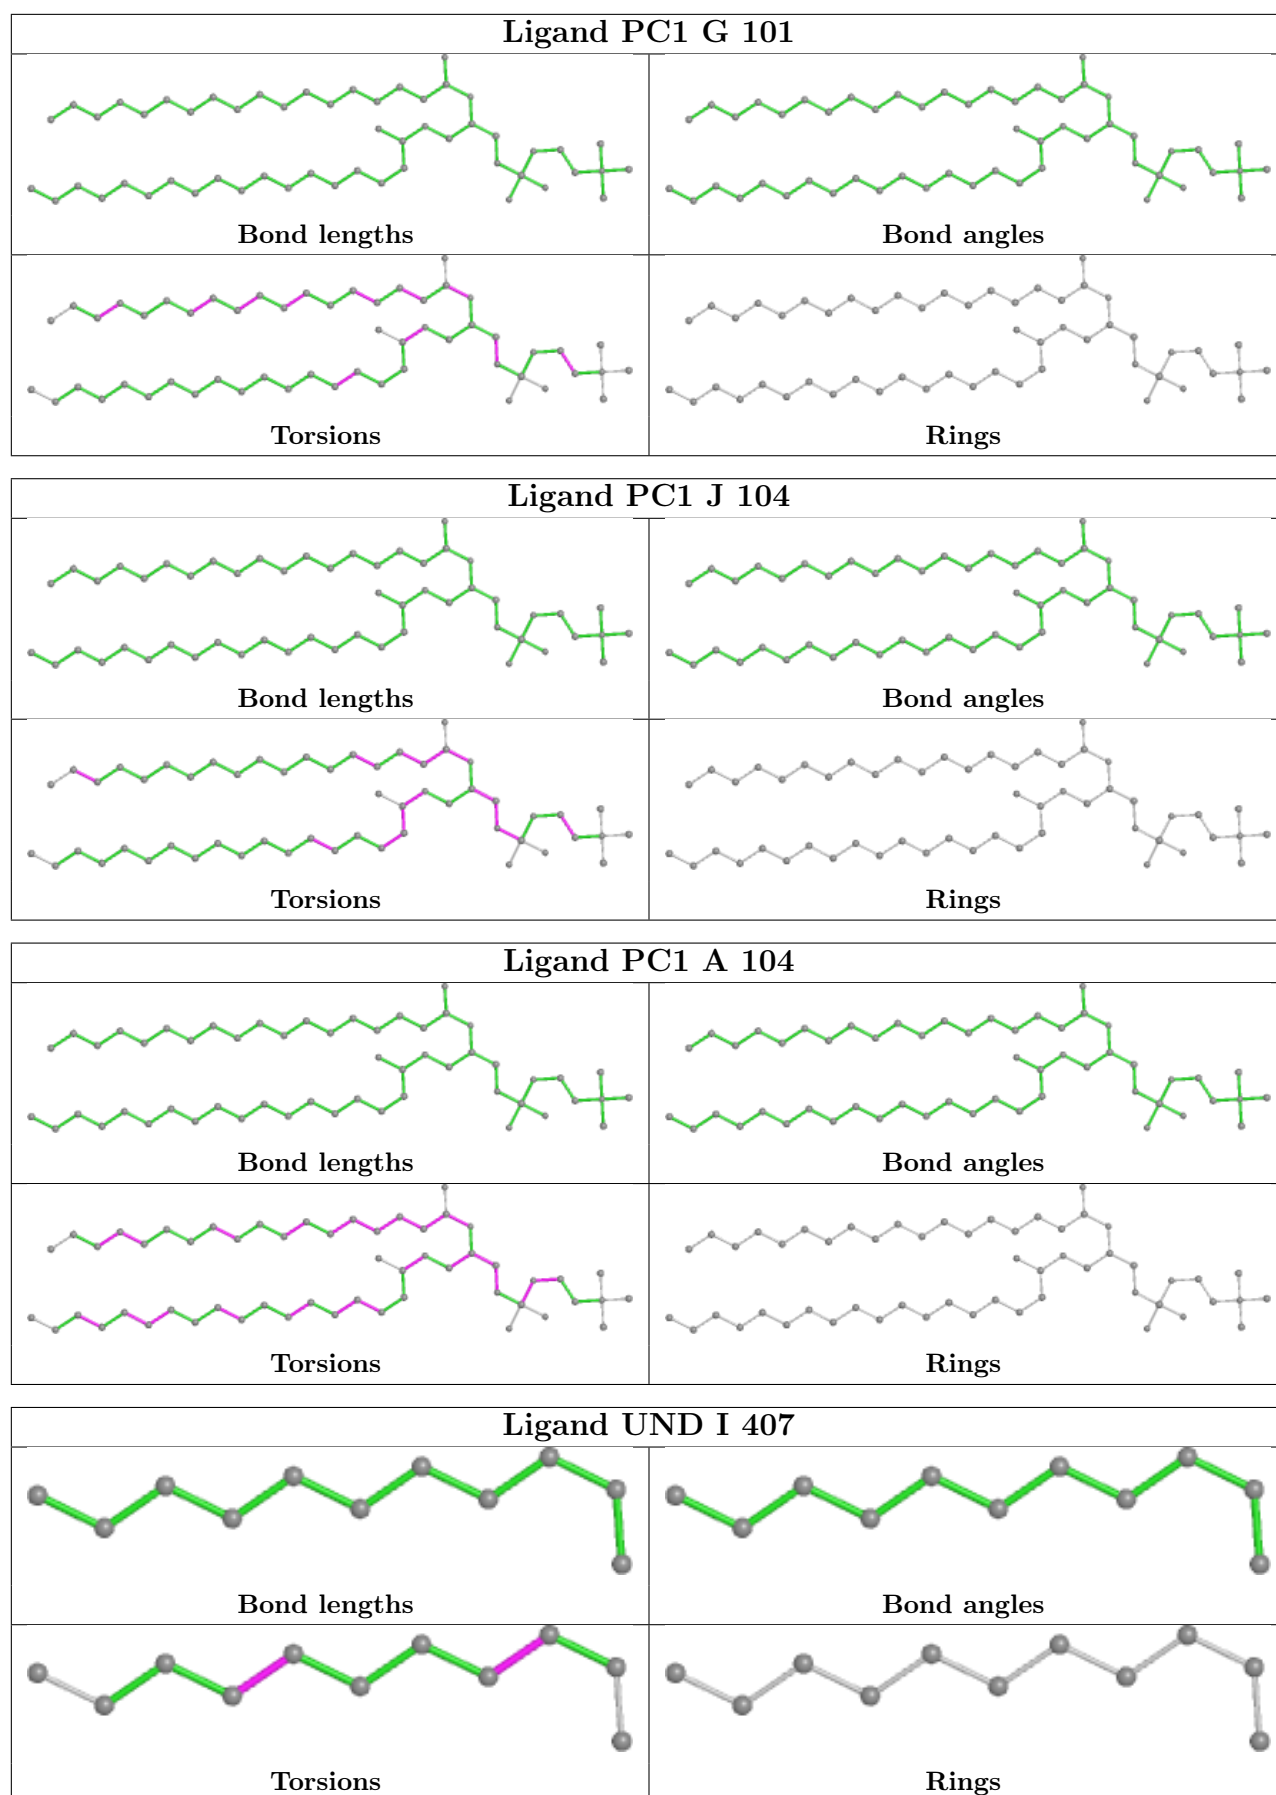 Ligand PC1 G 101
Bond lengths
Bond angles
Torsions
Rings
Ligand PC1 J 104
Bond lengths
Bond angles
Torsions
Rings
Ligand PC1 A 104
Bond lengths
Bond angles
Torsions
Rings
Ligand UND I 407
Bond lengths
Bond angles
Torsions
Rings